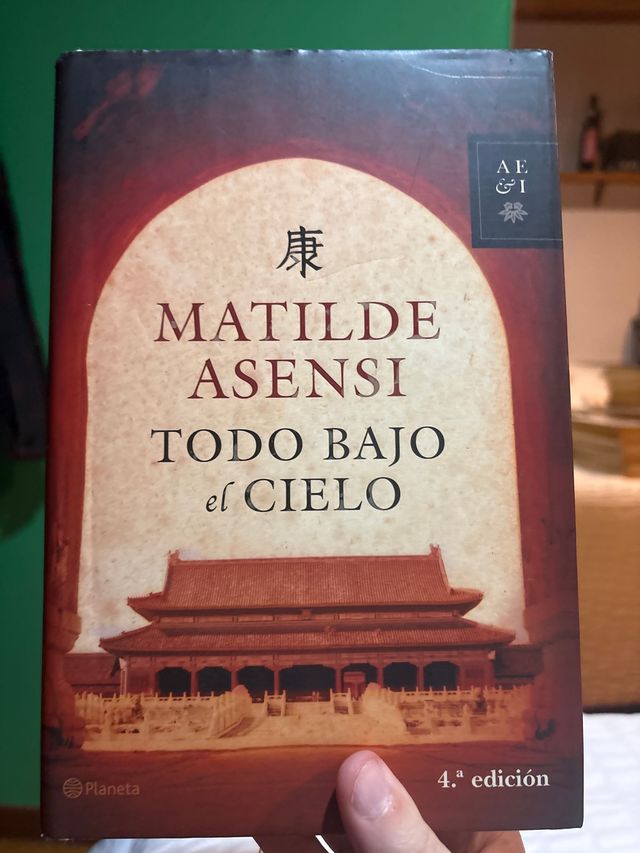 A E
& I
康
MATILDE
ASENSI
TODO BAJO
el CIELO
Planeta
4.ª edición